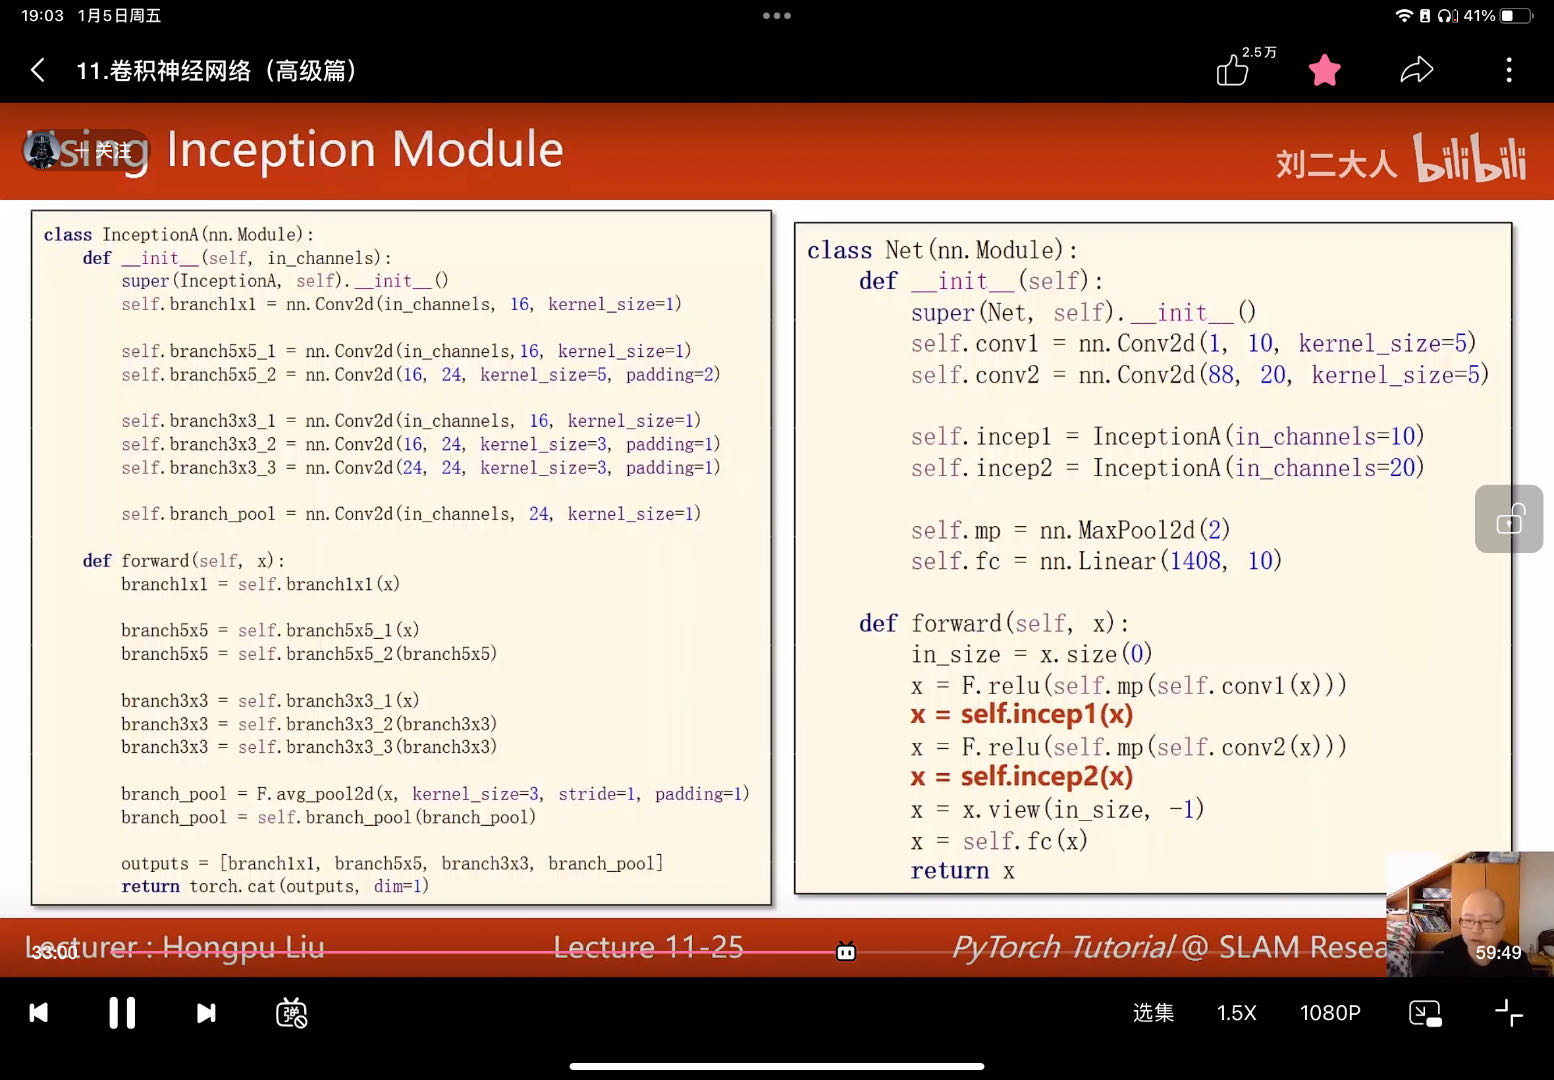 19:03 1月5日周五
41%
11.卷积神经网络（高级篇）
2.5万
Using Inception Module
＋关注
刘二大人 bilibili
class InceptionA(nn.Module):
def __init__(self, in_channels):
super(InceptionA, self).__init__()
self.branch1x1 = nn.Conv2d(in_channels, 16, kernel_size=1)
self.branch5x5_1 = nn.Conv2d(in_channels,16, kernel_size=1)
self.branch5x5_2 = nn.Conv2d(16, 24, kernel_size=5, padding=2)
self.branch3x3_1 = nn.Conv2d(in_channels, 16, kernel_size=1)
self.branch3x3_2 = nn.Conv2d(16, 24, kernel_size=3, padding=1)
self.branch3x3_3 = nn.Conv2d(24, 24, kernel_size=3, padding=1)
self.branch_pool = nn.Conv2d(in_channels, 24, kernel_size=1)
def forward(self, x):
branch1x1 = self.branch1x1(x)
branch5x5 = self.branch5x5_1(x)
branch5x5 = self.branch5x5_2(branch5x5)
branch3x3 = self.branch3x3_1(x)
branch3x3 = self.branch3x3_2(branch3x3)
branch3x3 = self.branch3x3_3(branch3x3)
branch_pool = F.avg_pool2d(x, kernel_size=3, stride=1, padding=1)
branch_pool = self.branch_pool(branch_pool)
outputs = [branch1x1, branch5x5, branch3x3, branch_pool]
return torch.cat(outputs, dim=1)
class Net(nn.Module):
def __init__(self):
super(Net, self).__init__()
self.conv1 = nn.Conv2d(1, 10, kernel_size=5)
self.conv2 = nn.Conv2d(88, 20, kernel_size=5)
self.incep1 = InceptionA(in_channels=10)
self.incep2 = InceptionA(in_channels=20)
self.mp = nn.MaxPool2d(2)
self.fc = nn.Linear(1408, 10)
def forward(self, x):
in_size = x.size(0)
x = F.relu(self.mp(self.conv1(x)))
x = self.incep1(x)
x = F.relu(self.mp(self.conv2(x)))
x = self.incep2(x)
x = x.view(in_size, -1)
x = self.fc(x)
return x
Lecturer : Hongpu Liu
Lecture 11-25
PyTorch Tutorial @ SLAM Resea
33:00
59:49
弹
选集
1.5X
1080P